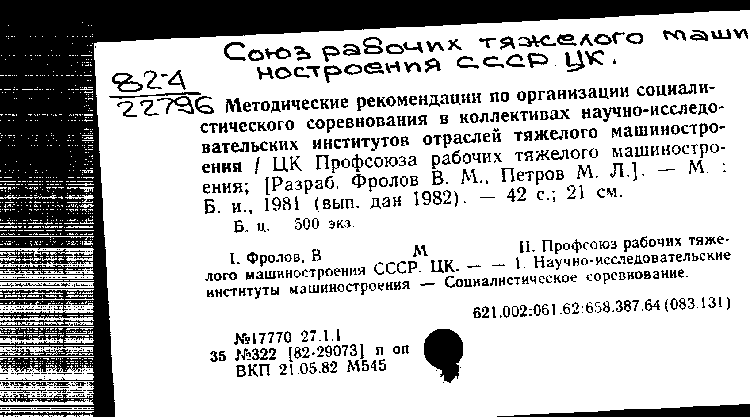 Союз рабочих тяжелого маши
ностроения СССР. ЦК.
82-4
22796
Методические рекомендации по организации социали-
стического соревнования в коллективах научно-исследо-
вательских институтов отраслей тяжелого машиностро-
ения / ЦК Профсоюза рабочих тяжелого машиностро-
ения; [Разраб. Фролов В. М., Петров М. Л.]. — М. :
Б. и., 1981 (вып. дан 1982). — 42 с.; 21 см.
Б. ц. 500 экз.
I. Фролов, В М II. Профсоюз рабочих тяже-
лого машиностроения СССР. ЦК. — — 1. Научно-исследовательские
институты машиностроения — Социалистическое соревнование.
621.002:061.62:658.387.64 (083.131)
№17770 27.1.1
35 №322 [82-29073] п оп
ВКП 21.05.82 М545